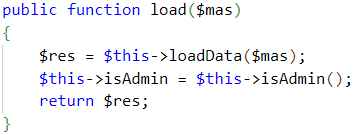 public function load($mas)
{
    $res = $this->loadData($mas);
    $this->isAdmin = $this->isAdmin();
    return $res;
}